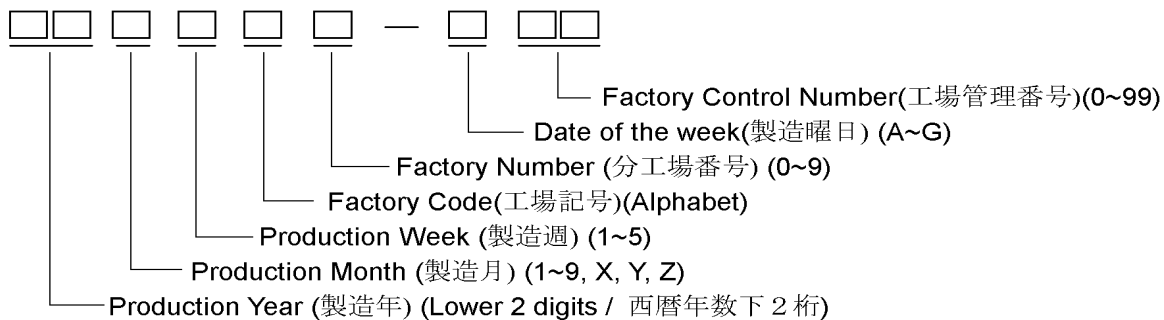 Factory Control Number(工場管理番号)(0~99)
Date of the week(製造曜日) (A~G)
Factory Number (分工場番号) (0~9)
Factory Code(工場記号)(Alphabet)
Production Week (製造週) (1~5)
Production Month (製造月) (1~9, X, Y, Z)
Production Year (製造年) (Lower 2 digits / 西暦年数下２桁)